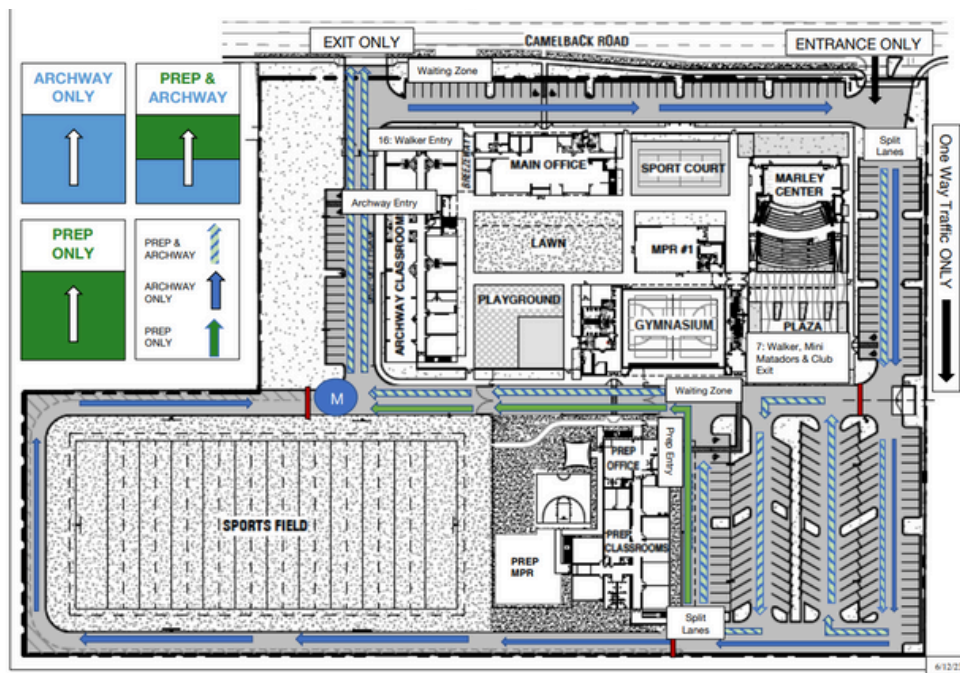 EXIT ONLY
CAMELBACK ROAD
ENTRANCE ONLY
ARCHWAY
ONLY
PREP &
ARCHWAY
Waiting Zone
16: Walker Entry
BREEZEWAY
MAIN OFFICE
SPORT COURT
MARLEY
CENTER
Split
Lanes
One Way Traffic ONLY
Archway Entry
ARCHWAY CLASSROOMS
LAWN
MPR #1
PREP
ONLY
PREP &
ARCHWAY
ARCHWAY
ONLY
PREP
ONLY
PLAYGROUND
GYMNASIUM
PLAZA
7: Walker, Mini
Matadors & Club
Exit
Waiting Zone
M
Prep Entry
PREP
OFFICE
SPORTS FIELD
PREP
CLASSROOMS
PREP
MPR
Split
Lanes